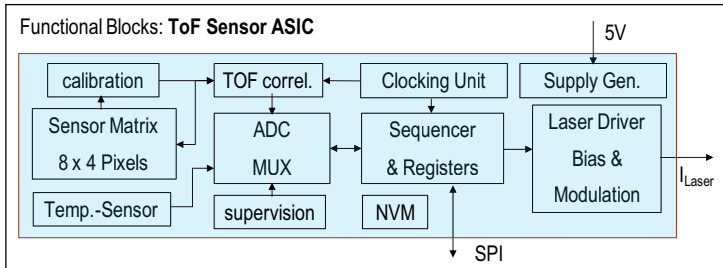 Functional Blocks: ToF Sensor ASIC
5V
calibration
TOF correl.
Clocking Unit
Supply Gen.
Sensor Matrix
8 x 4 Pixels
ADC
MUX
Sequencer
& Registers
Laser Driver
Bias &
Modulation
I_Laser
Temp.-Sensor
supervision
NVM
SPI